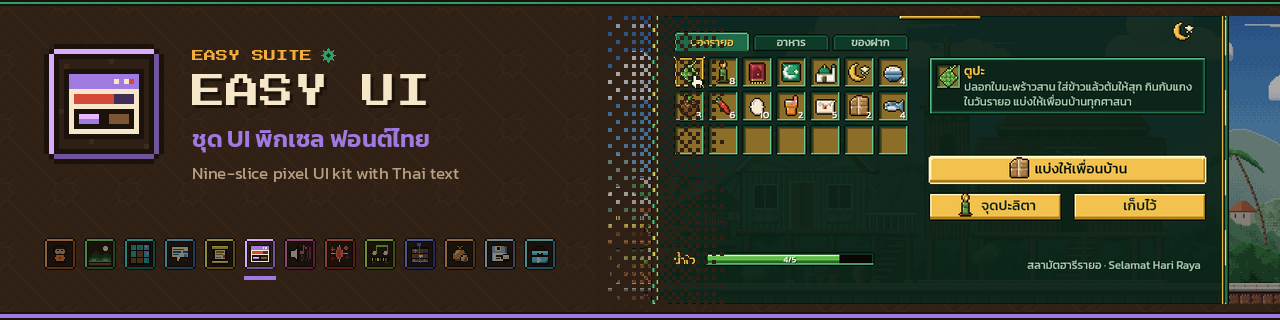 EASY SUITE
EASY UI
ชุด UI พิกเซล ฟอนต์ไทย
Nine-slice pixel UI kit with Thai text
ของรายอ
อาหาร
ของฝาก
8
4
3
6
10
2
5
2
4
ตูปะ
ปลอกใบมะพร้าวสาน ใส่ข้าวแล้วต้มให้สุก กินกับแกง
ในวันรายอ แบ่งให้เพื่อนบ้านทุกศาสนา
แบ่งให้เพื่อนบ้าน
จุดปะลิตา
เก็บไว้
4/5
สลามัตฮารีรายอ · Selamat Hari Raya